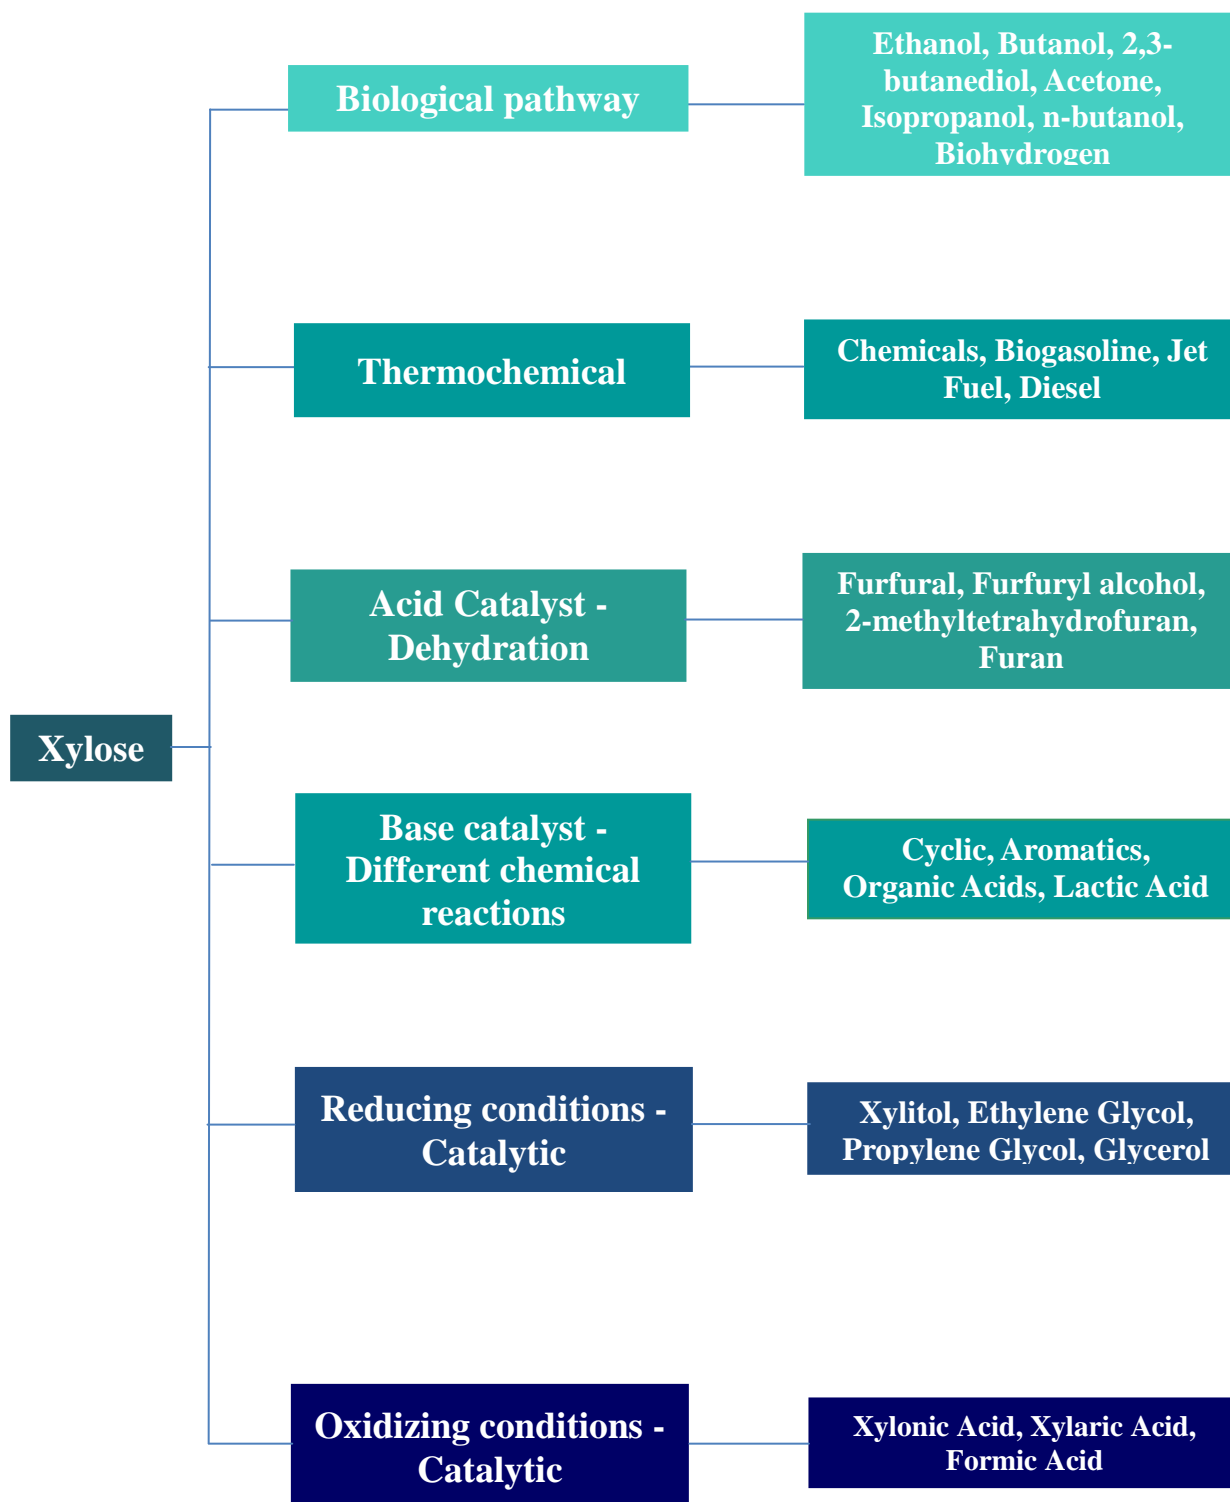 Biological pathway
Ethanol, Butanol, 2,3-
butanediol, Acetone,
Isopropanol, n-butanol,
Biohydrogen
Thermochemical
Chemicals, Biogasoline, Jet
Fuel, Diesel
Acid Catalyst -
Dehydration
Furfural, Furfuryl alcohol,
2-methyltetrahydrofuran,
Furan
Xylose
Base catalyst -
Different chemical
reactions
Cyclic, Aromatics,
Organic Acids, Lactic Acid
Reducing conditions -
Catalytic
Xylitol, Ethylene Glycol,
Propylene Glycol, Glycerol
Oxidizing conditions -
Catalytic
Xylonic Acid, Xylaric Acid,
Formic Acid